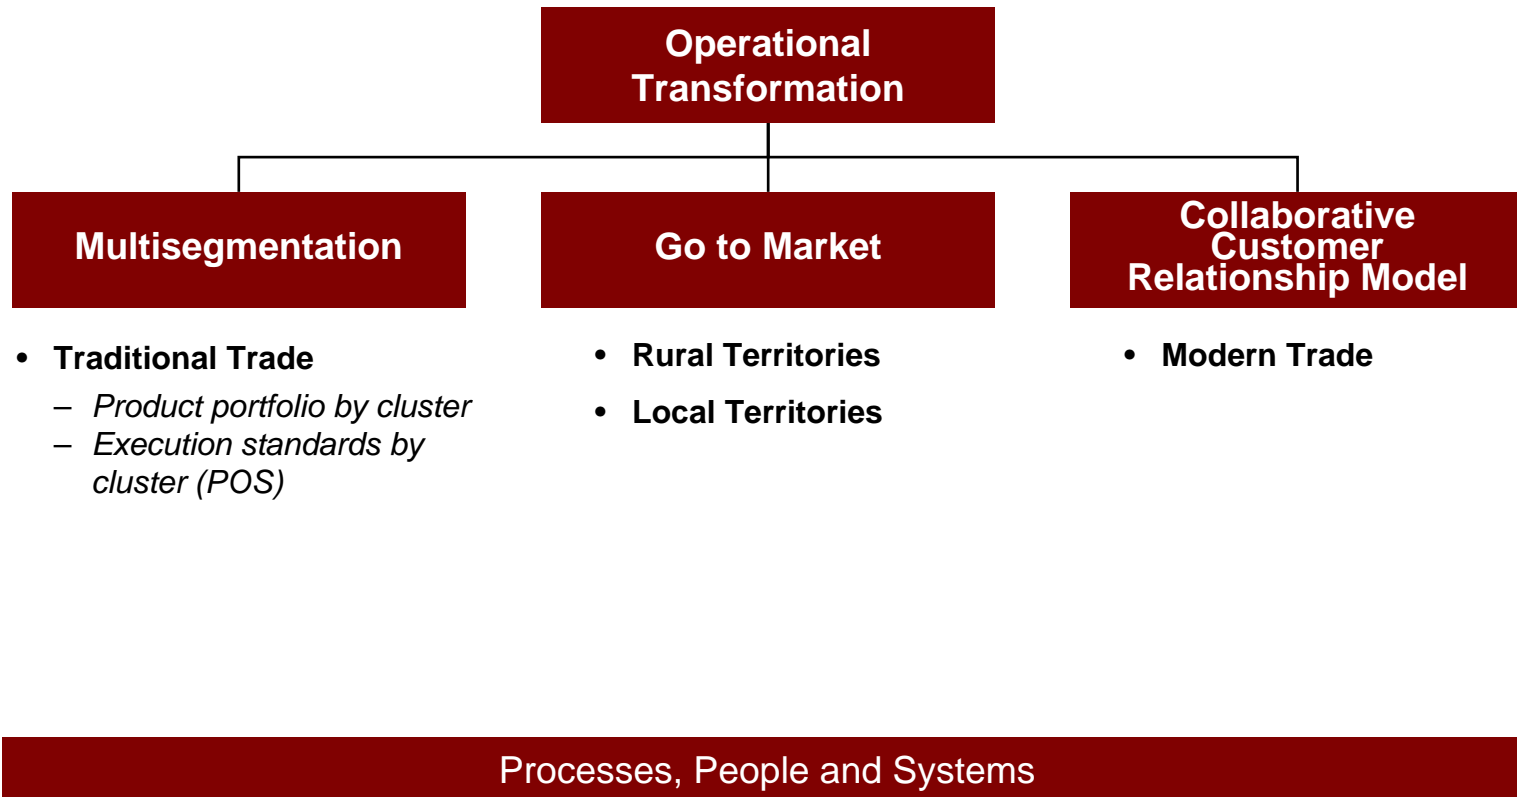 Operational
Transformation
Multisegmentation
Go to Market
Collaborative
Customer
Relationship Model
• Traditional Trade
– Product portfolio by cluster
– Execution standards by
cluster (POS)
• Rural Territories
• Local Territories
• Modern Trade
Processes, People and Systems